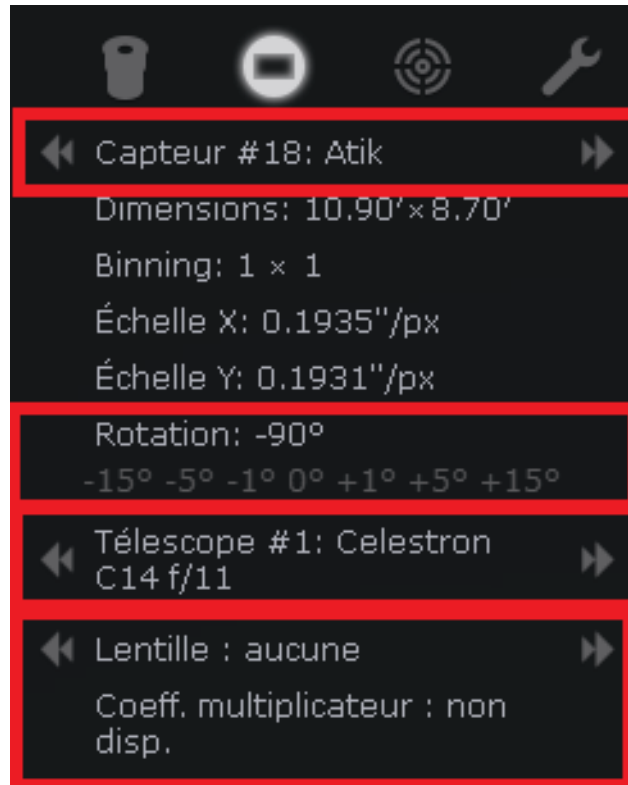 Capteur #18: Atik
Dimensions: 10.90'×8.70'
Binning: 1 × 1
Échelle X: 0.1935"/px
Échelle Y: 0.1931"/px
Rotation: -90°
-15° -5° -1° 0° +1° +5° +15°
Télescope #1: Celestron
C14 f/11
Lentille : aucune
Coeff. multiplicateur : non
disp.